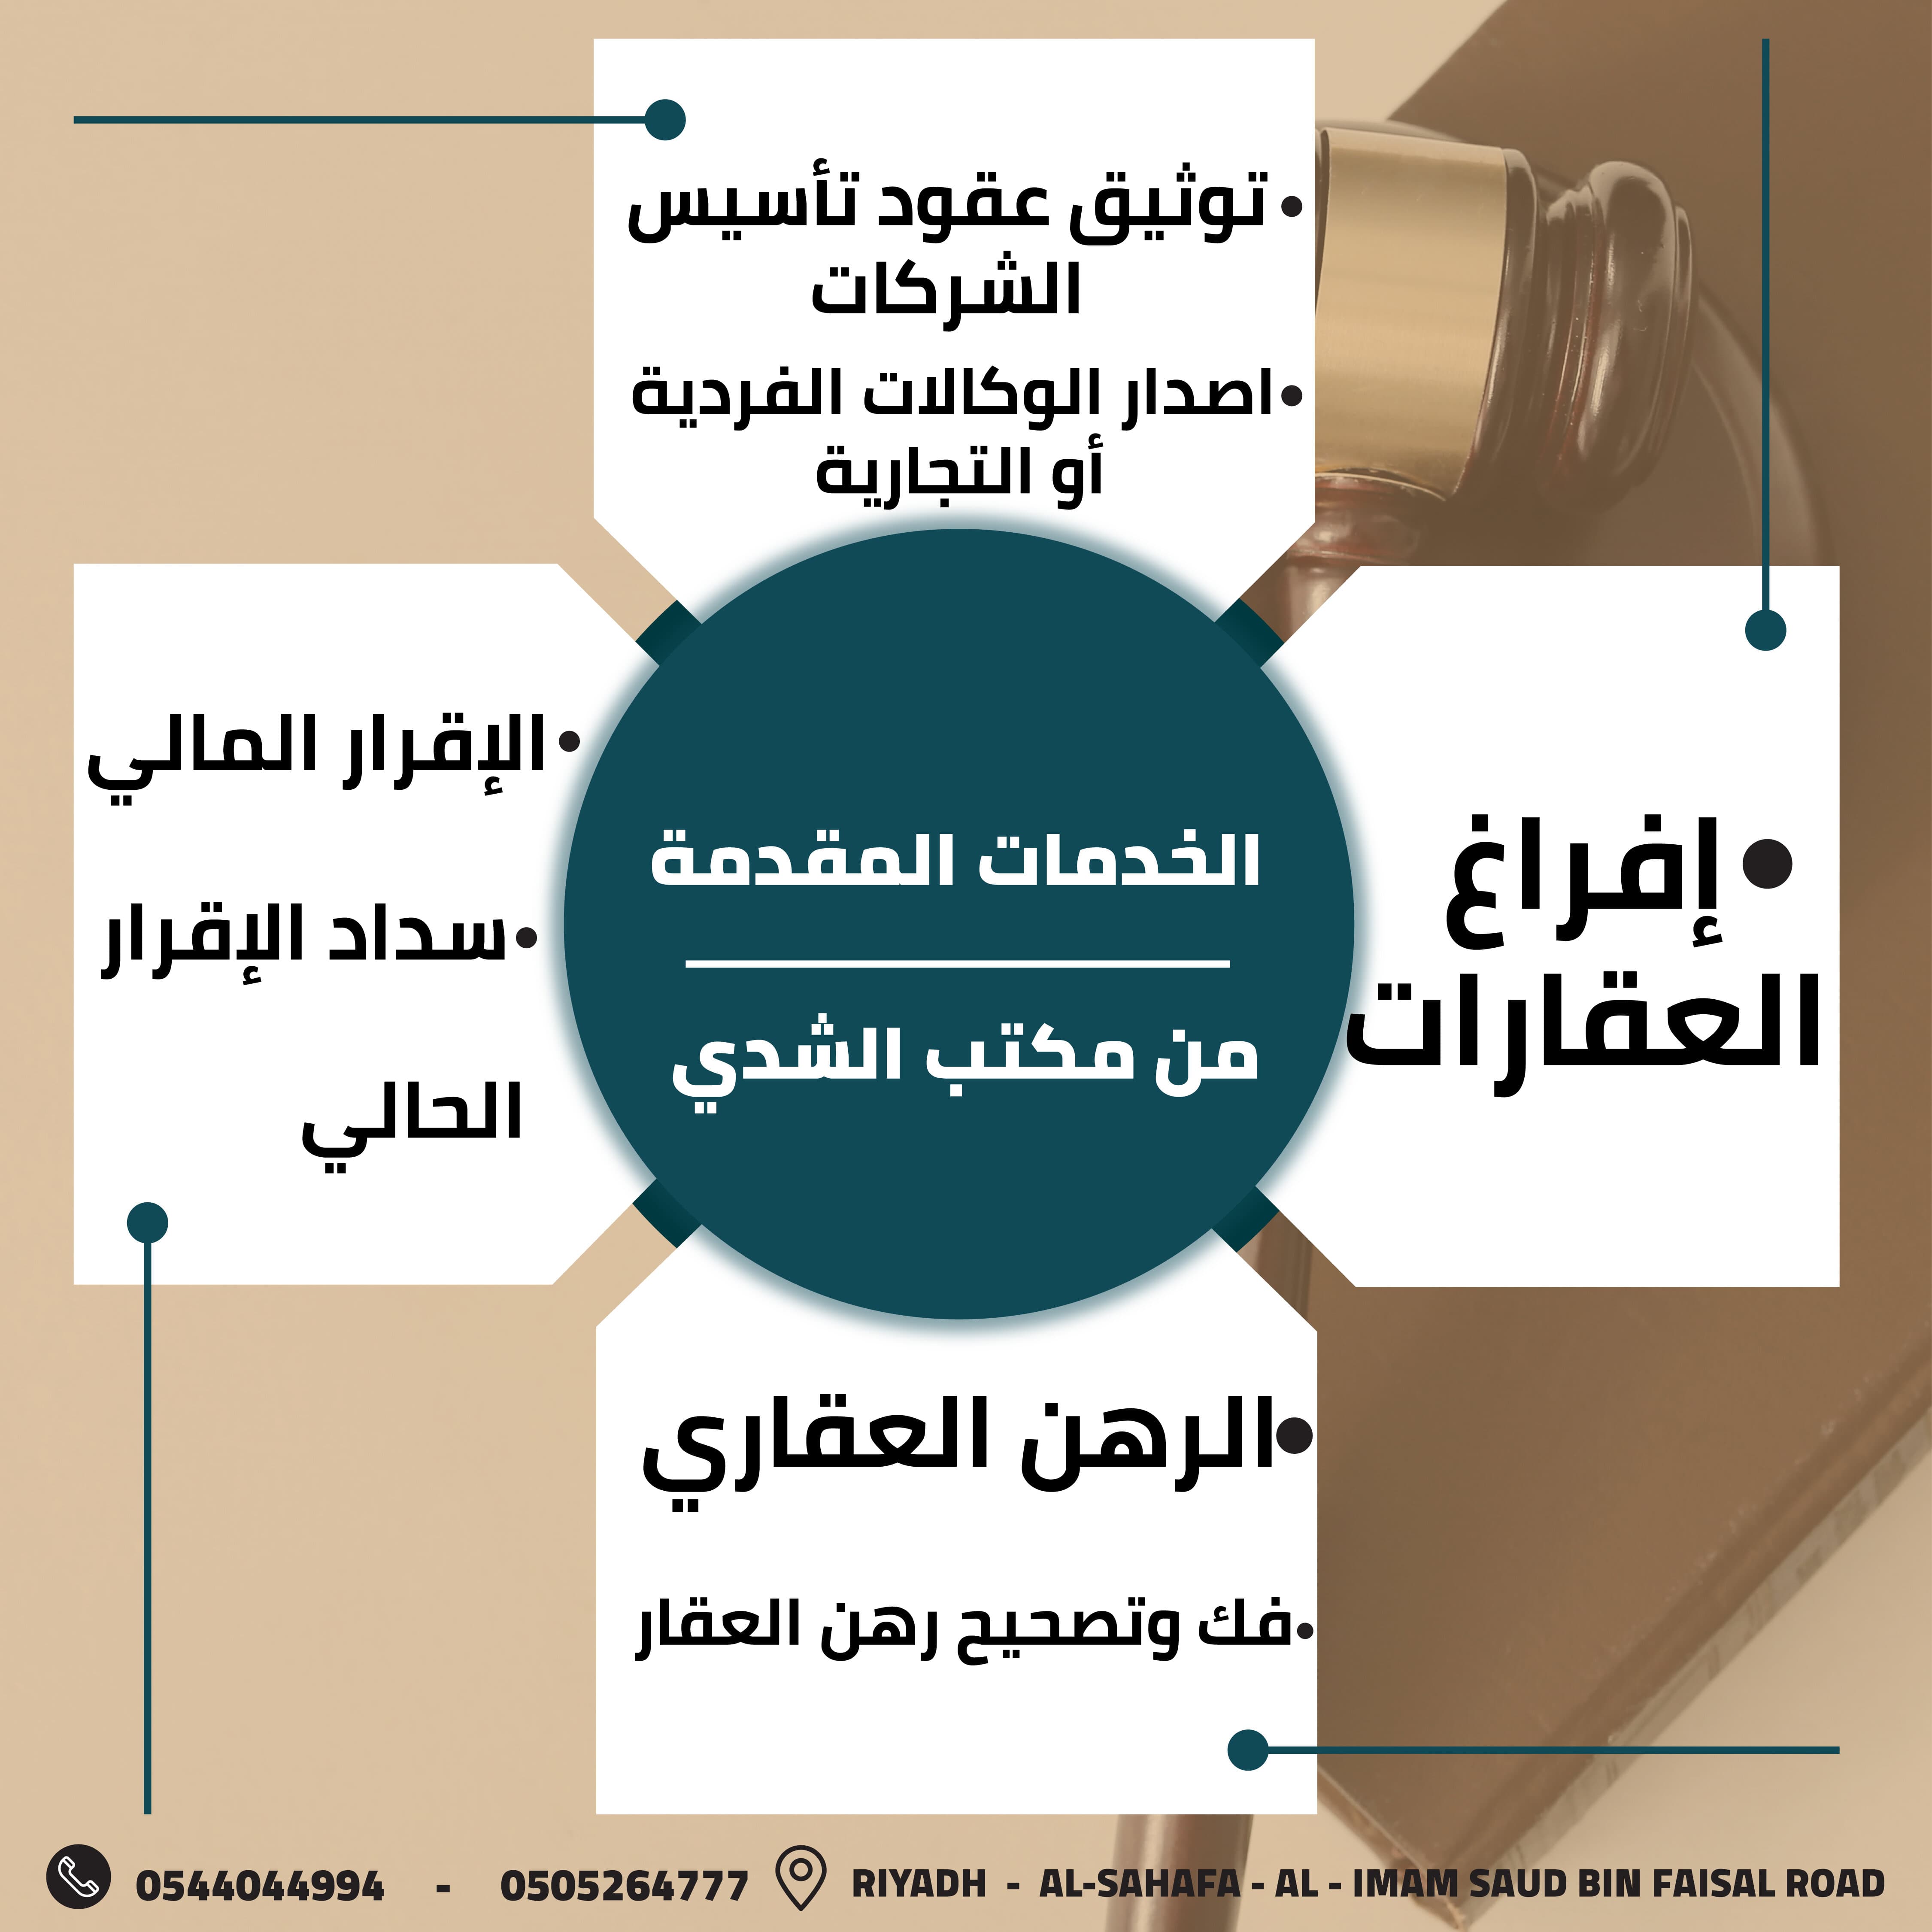 • توثيق عقود تأسيس
الشركات
• اصدار الوكالات الفردية
أو التجارية
• إفراغ
العقارات
الخدمات المقدمة
من مكتب الشدي
• الإقرار المالي
• سداد الإقرار
الحالي
• الرهن العقاري
• فك وتصحيح رهن العقار
0544044994 - 0505264777
RIYADH - AL-SAHAFA - AL - IMAM SAUD BIN FAISAL ROAD